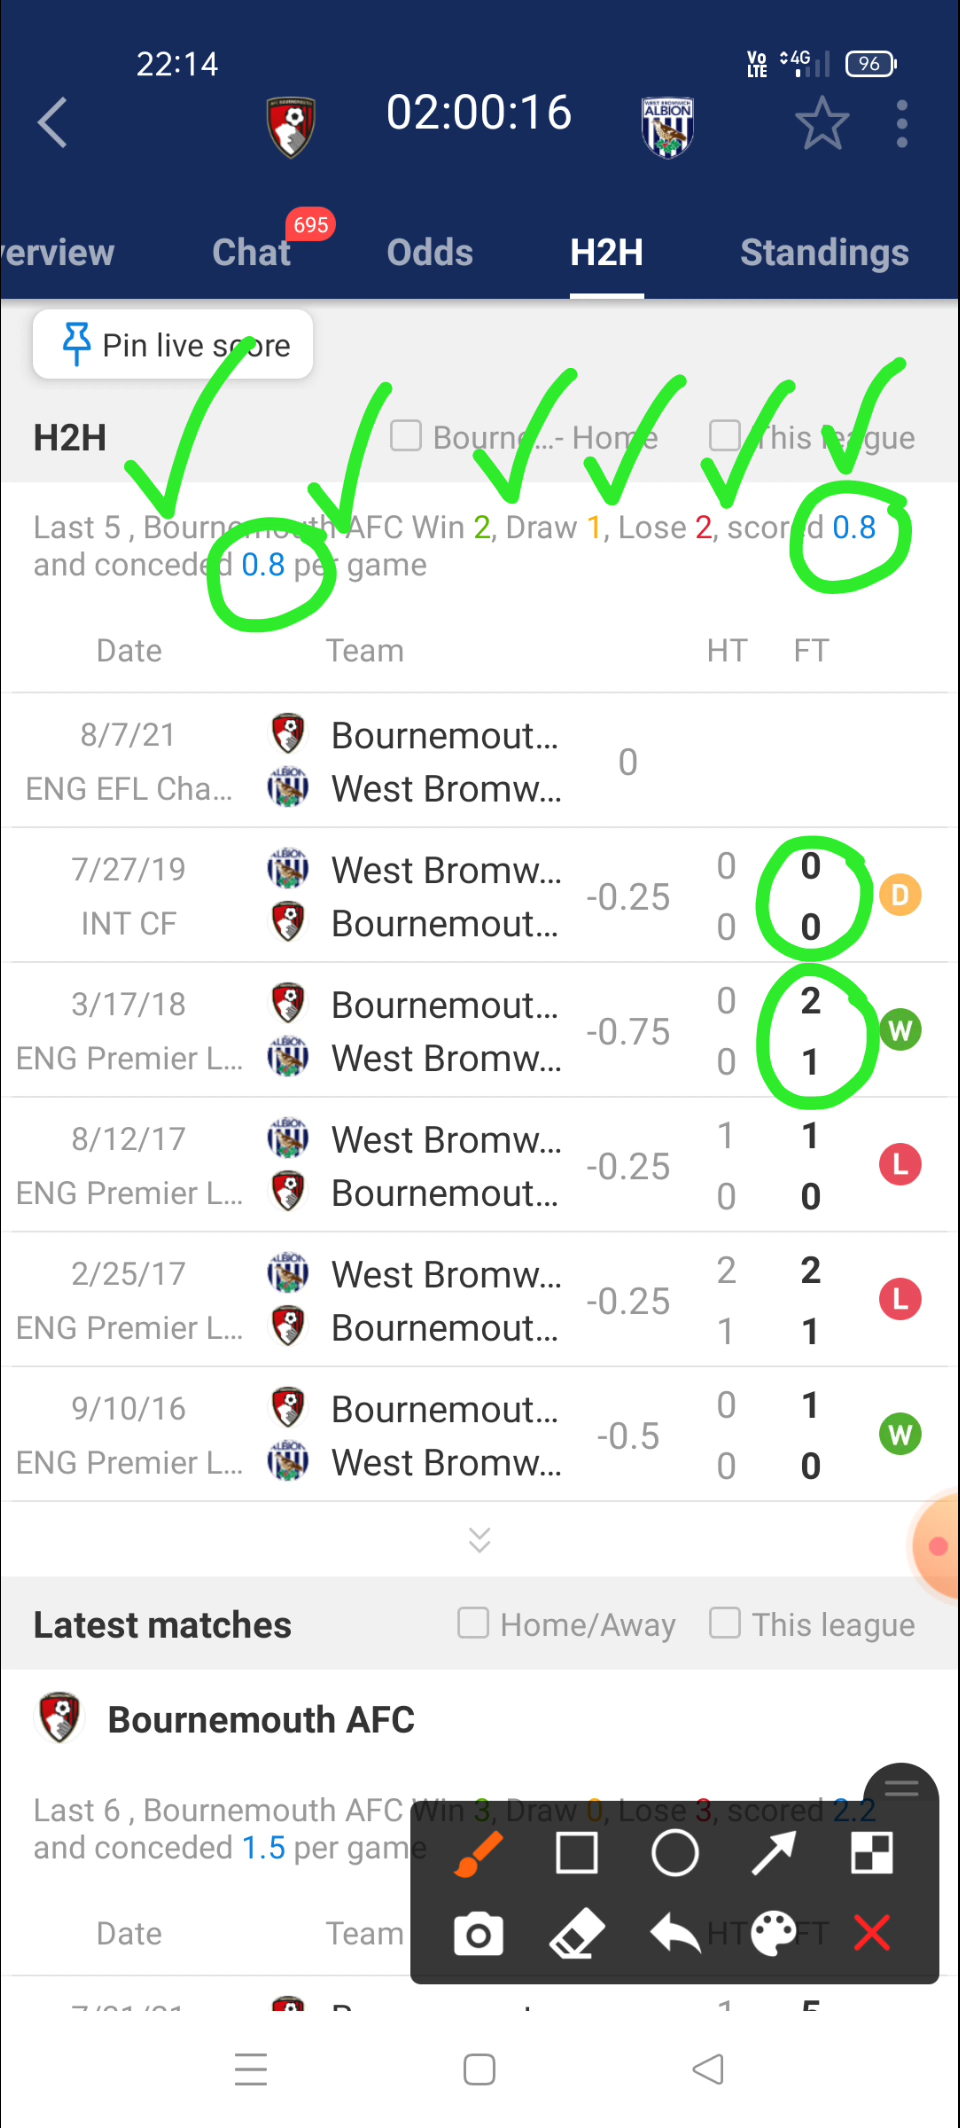 22:14
Vo LTE 4G 96
02:00:16
verview Chat 695 Odds H2H Standings
Pin live score
H2H Bourne...- Home This league
Last 5 , Bournemouth AFC Win 2, Draw 1, Lose 2, scored 0.8
and conceded 0.8 per game
Date Team HT FT
8/7/21 Bournemout...
0
ENG EFL Cha... West Bromw...
7/27/19 West Bromw... 0 0
-0.25 D
INT CF Bournemout... 0 0
3/17/18 Bournemout... 0 2
-0.75 W
ENG Premier L... West Bromw... 0 1
8/12/17 West Bromw... 1 1
-0.25 L
ENG Premier L... Bournemout... 0 0
2/25/17 West Bromw... 2 2
-0.25 L
ENG Premier L... Bournemout... 1 1
9/10/16 Bournemout... 0 1
-0.5 W
ENG Premier L... West Bromw... 0 0
Latest matches Home/Away This league
Bournemouth AFC
Last 6 , Bournemouth AFC Win 3, Draw 0, Lose 3, scored 2.2
and conceded 1.5 per game
Date Team HT FT